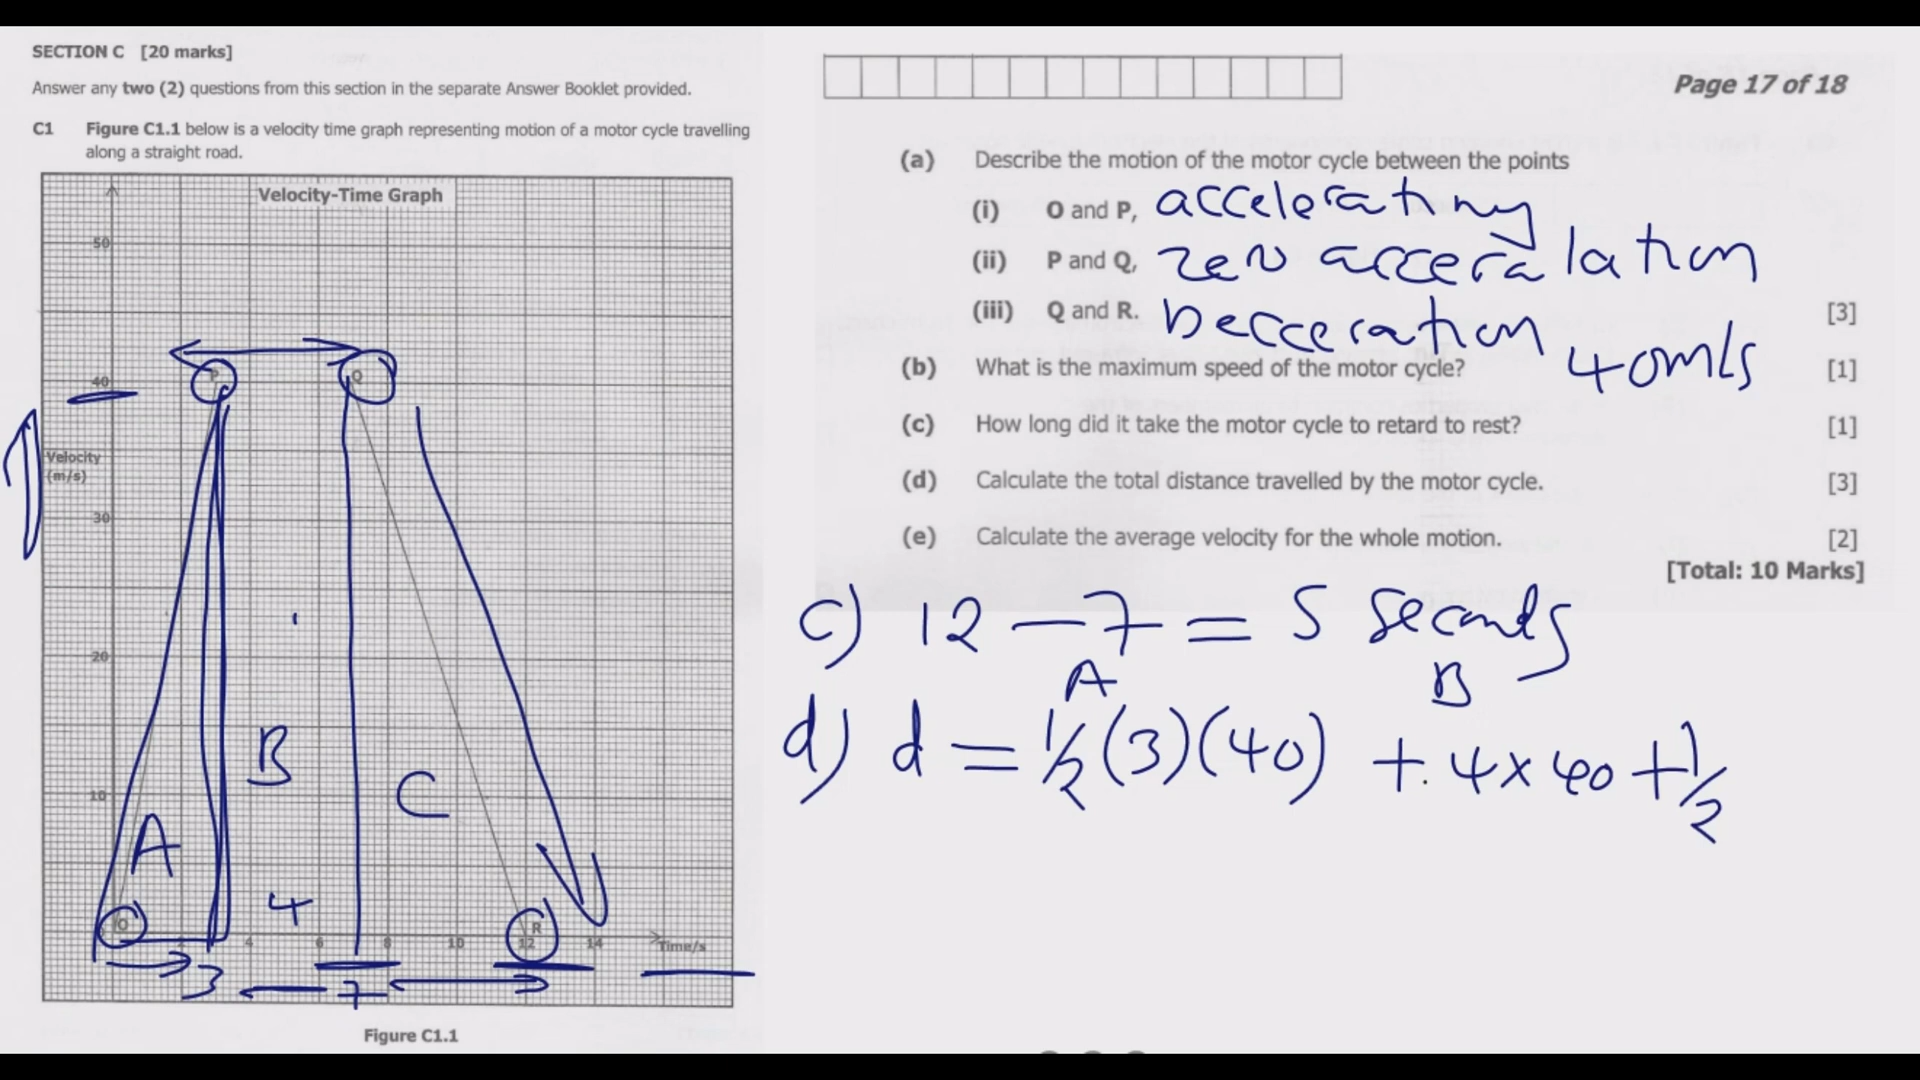 SECTION C [20 marks]
Answer any two (2) questions from this section in the separate Answer Booklet provided.
C1 Figure C1.1 below is a velocity time graph representing motion of a motor cycle travelling
along a straight road.
Velocity-Time Graph
50
40
P
Q
Velocity
(m/s)
30
20
10
A
B
C
4
O
R
4
6
8
10
12
14
Time/s
3
7
Figure C1.1
Page 17 of 18
(a) Describe the motion of the motor cycle between the points
(i) O and P, accelerating
(ii) P and Q, zero acceralation
(iii) Q and R. Decceration [3]
(b) What is the maximum speed of the motor cycle? 40m/s [1]
(c) How long did it take the motor cycle to retard to rest? [1]
(d) Calculate the total distance travelled by the motor cycle. [3]
(e) Calculate the average velocity for the whole motion. [2]
[Total: 10 Marks]
c) 12 - 7 = 5 seconds
A B
d) d = 1/2 (3)(40) + 4 x 40 + 1/2